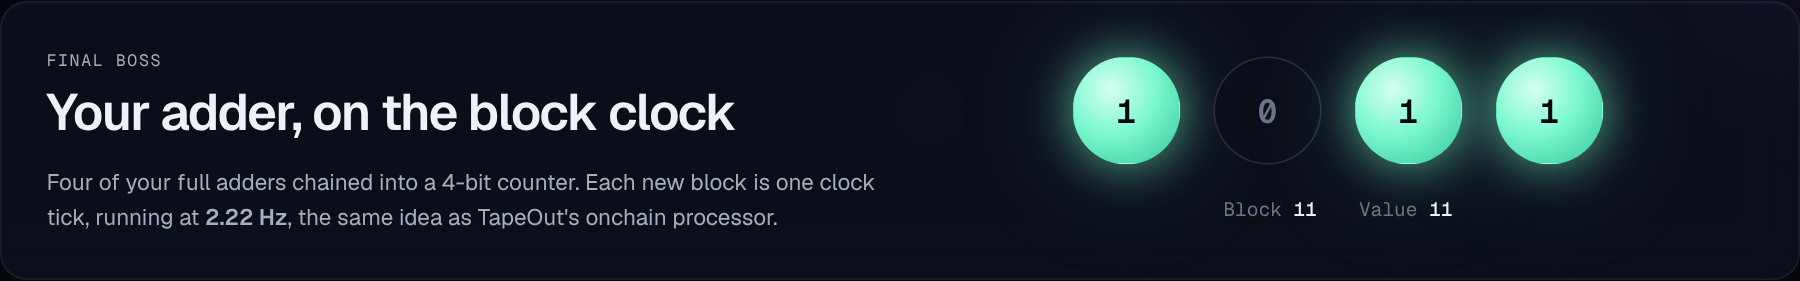 FINAL BOSS
Your adder, on the block clock
Four of your full adders chained into a 4-bit counter. Each new block is one clock
tick, running at 2.22 Hz, the same idea as TapeOut's onchain processor.
1 0 1 1
Block 11 Value 11